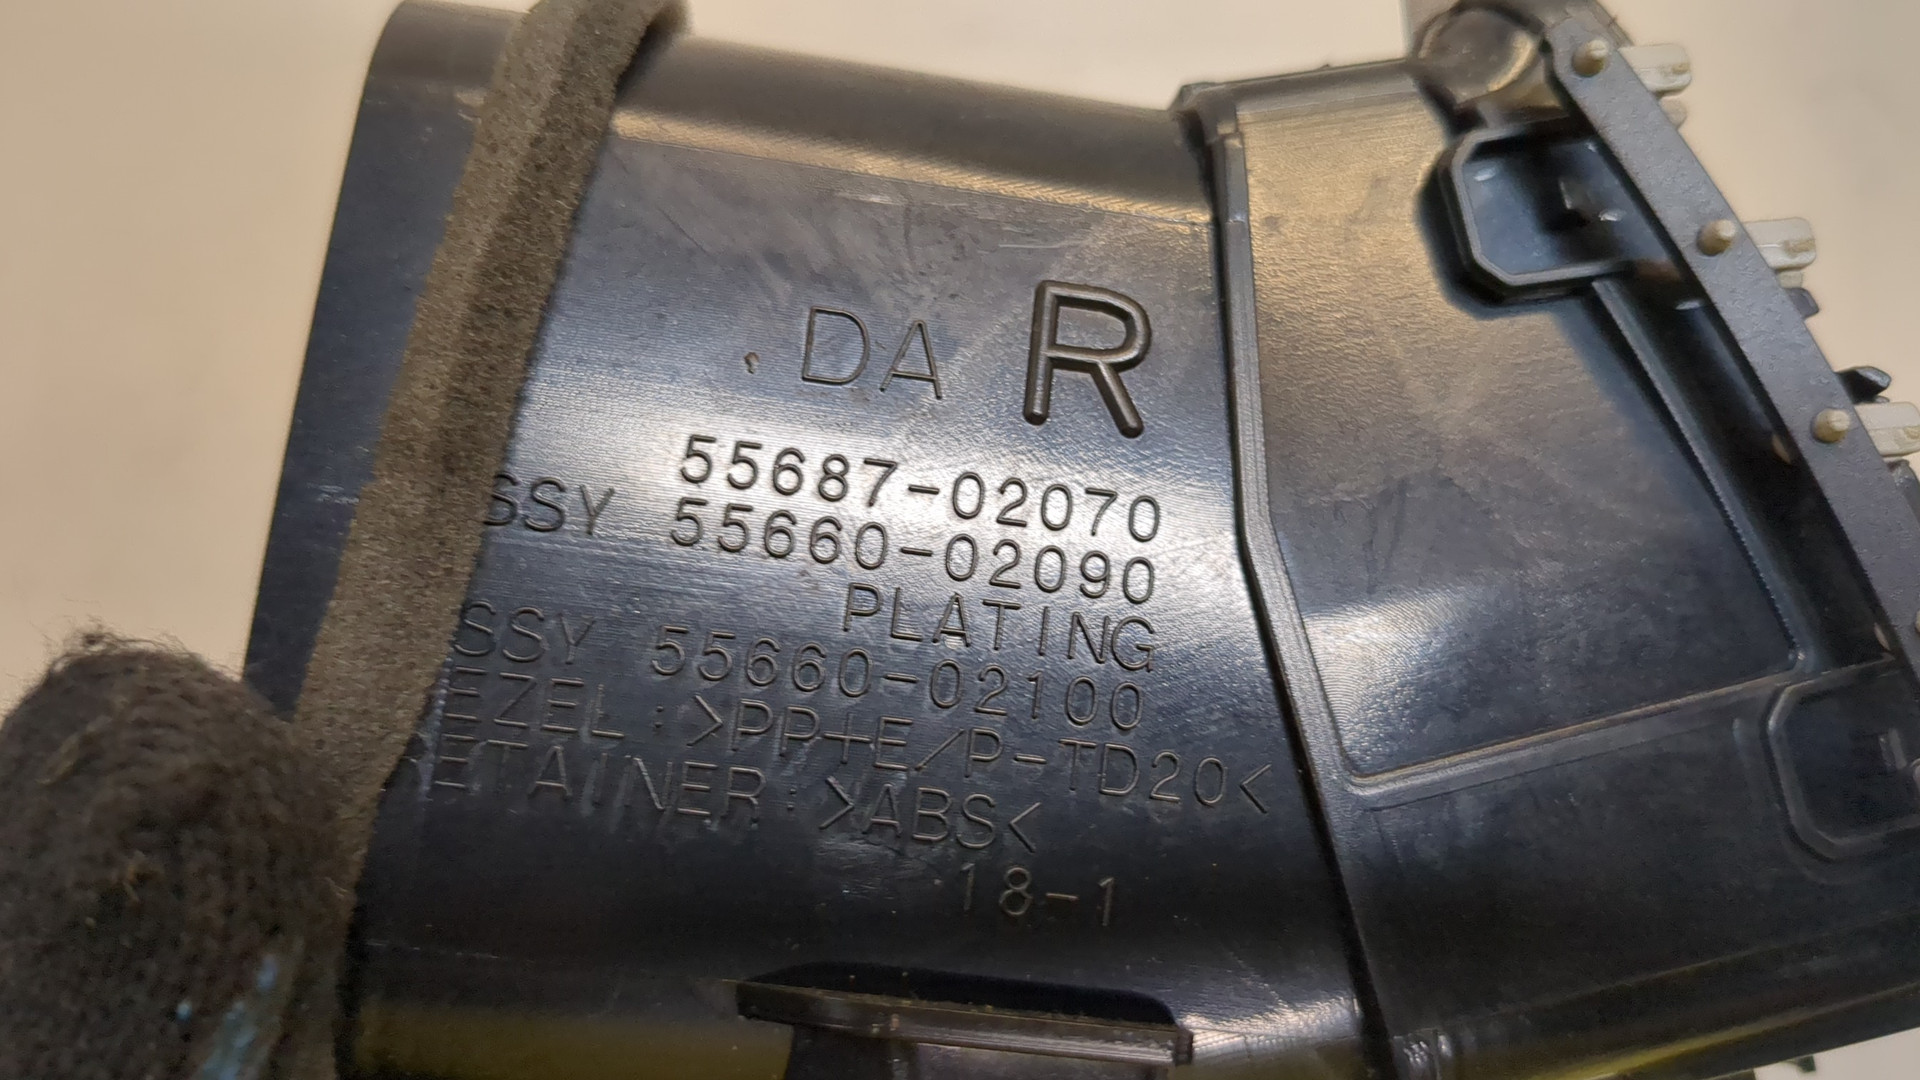 DA R
55687-02070
SSY 55660-02090
PLATING
SSY 55660-02100
EZEL : >PP+E/P-TD20<
ETAINER : >ABS<
18-1